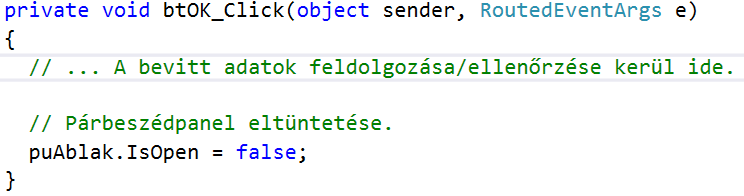 private void btOK_Click(object sender, RoutedEventArgs e)
{
// ... A bevitt adatok feldolgozása/ellenőrzése kerül ide.
// Párbeszédpanel eltüntetése.
puAblak.IsOpen = false;
}